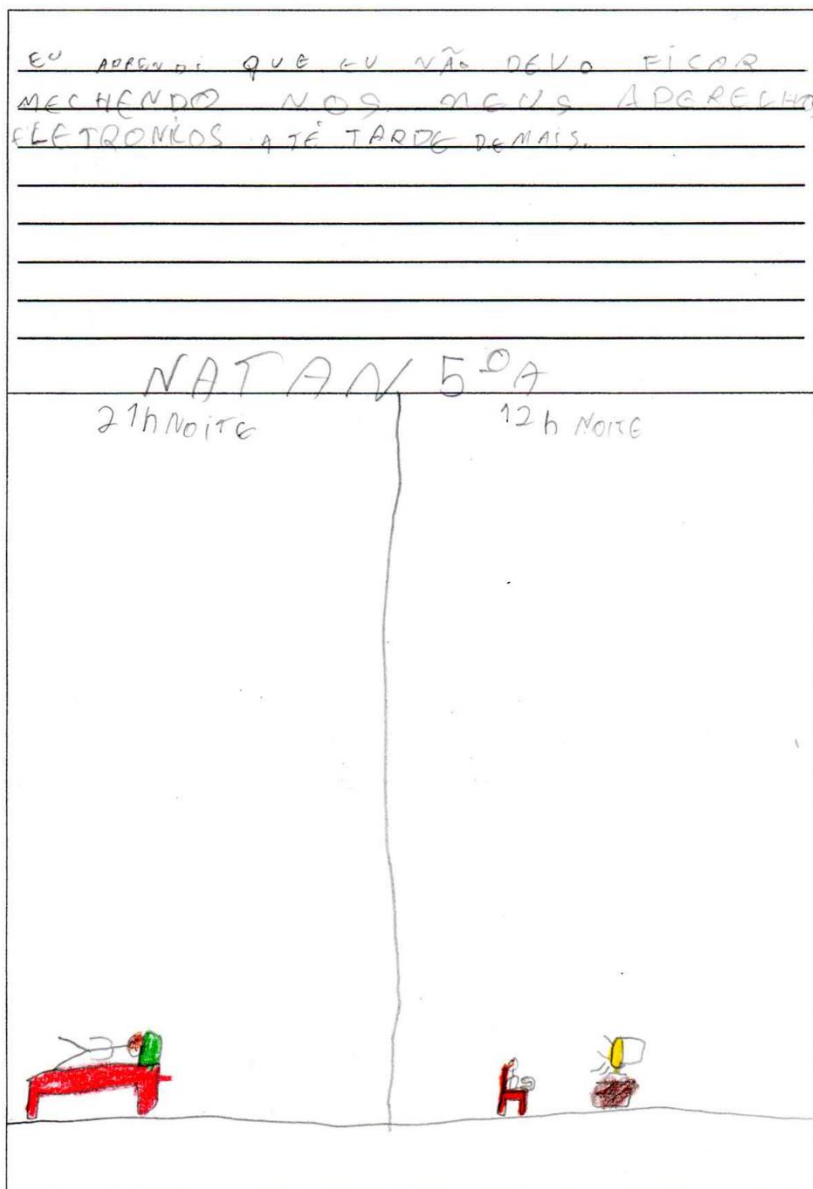 EU APRENDI QUE EU NÃO DEVO FICAR
MECHENDO NOS MEUS APERECHO
ELETRONICOS ATÉ TARDE DEMAIS.
NATAN 5ºA
21h NOITE
12h NOITE